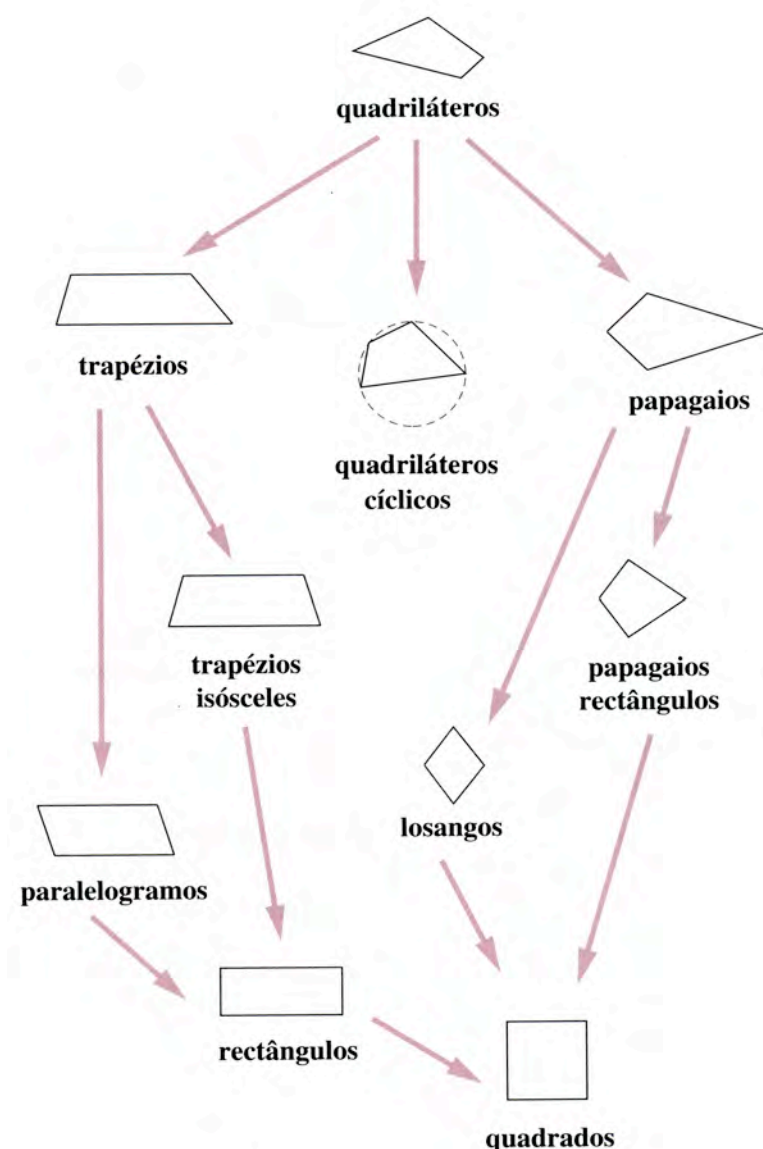 quadriláteros
trapézios
papagaios
quadriláteros
cíclicos
trapézios
isósceles
papagaios
rectângulos
losangos
paralelogramos
rectângulos
quadrados